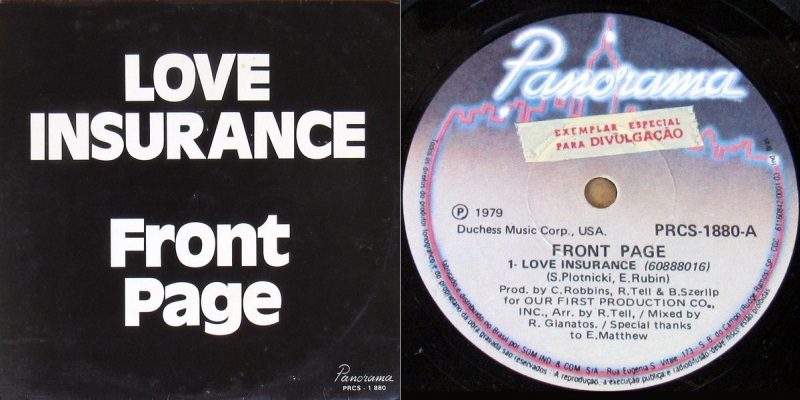 LOVE
INSURANCE
Front
Page
Panorama
PRCS - 1 880
Panorama
EXEMPLAR ESPECIAL
PARA DIVULGAÇÃO
Ⓟ 1979
Duchess Music Corp., USA.
PRCS-1880-A
FRONT PAGE
1- LOVE INSURANCE (60888016)
(S.Plotnicki, E.Rubin)
Prod. by C.Robbins, R.Tell & B.Szerlip
for OUR FIRST PRODUCTION CO.,
INC., Arr. by R.Tell, / Mixed by
R. Gianatos. / Special thanks
to E.Matthew